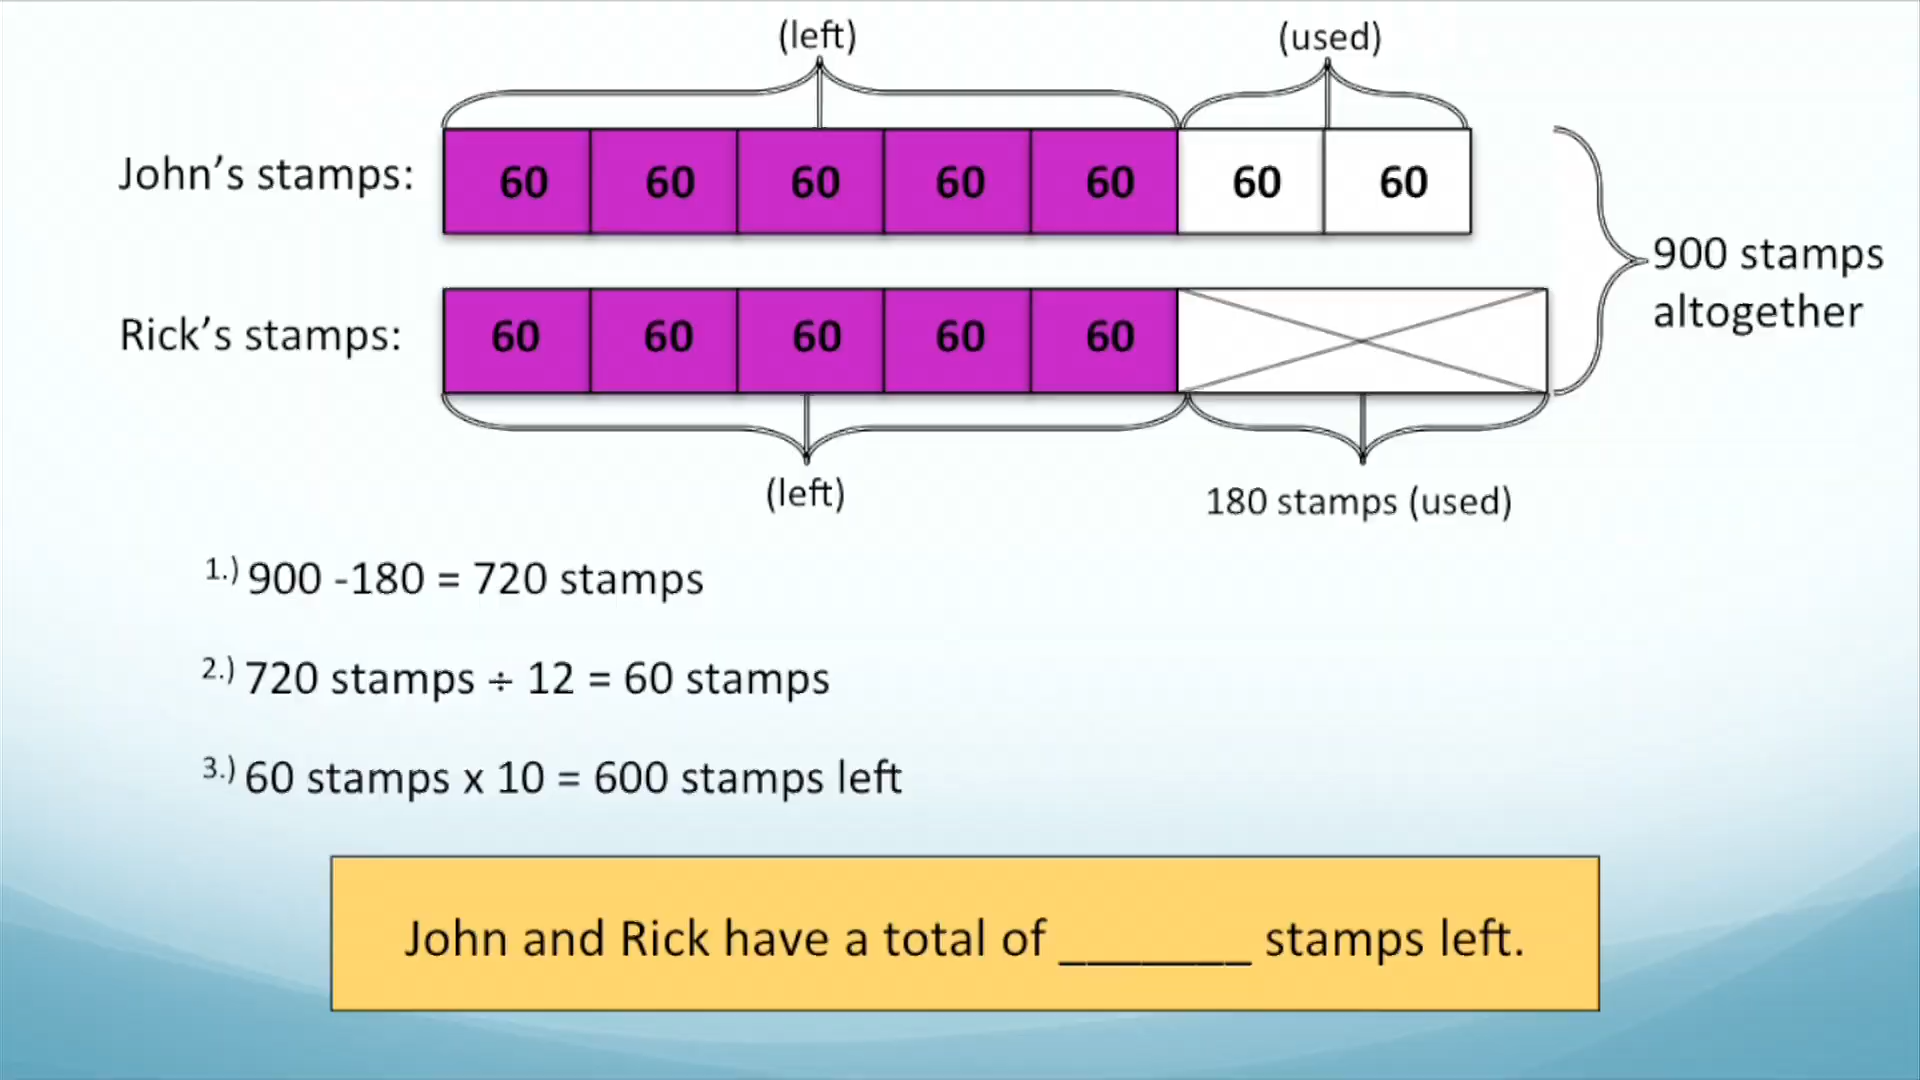 (left) (used)
John’s stamps: 60 60 60 60 60 60 60
900 stamps
altogether
Rick’s stamps: 60 60 60 60 60
(left) 180 stamps (used)
1.) 900 -180 = 720 stamps
2.) 720 stamps ÷ 12 = 60 stamps
3.) 60 stamps x 10 = 600 stamps left
John and Rick have a total of _______ stamps left.